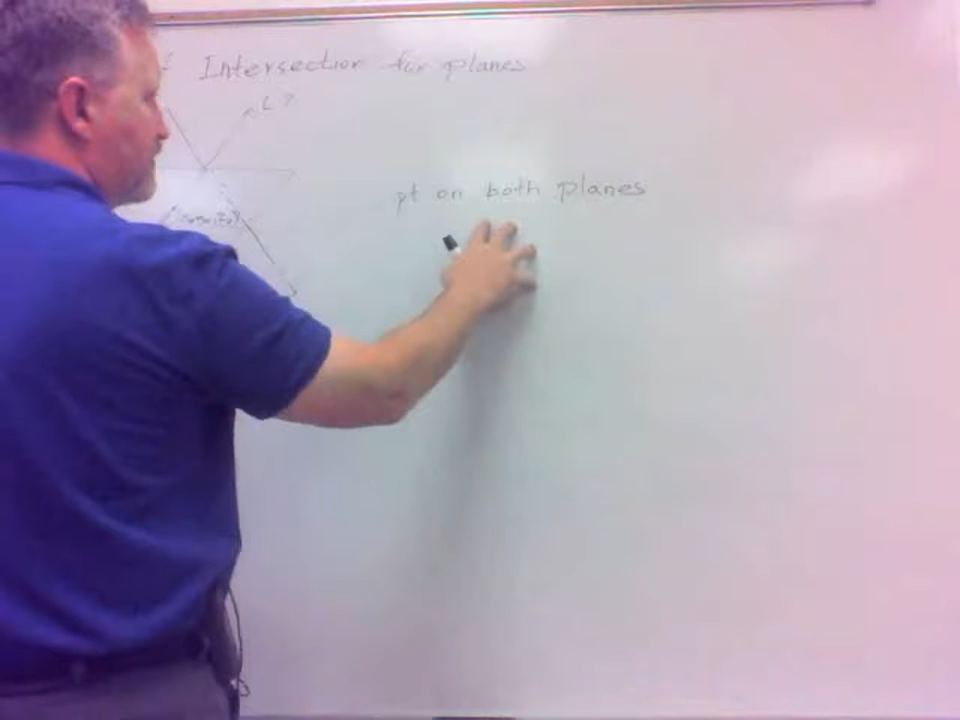 Intersection for planes
L ?
pt on both planes